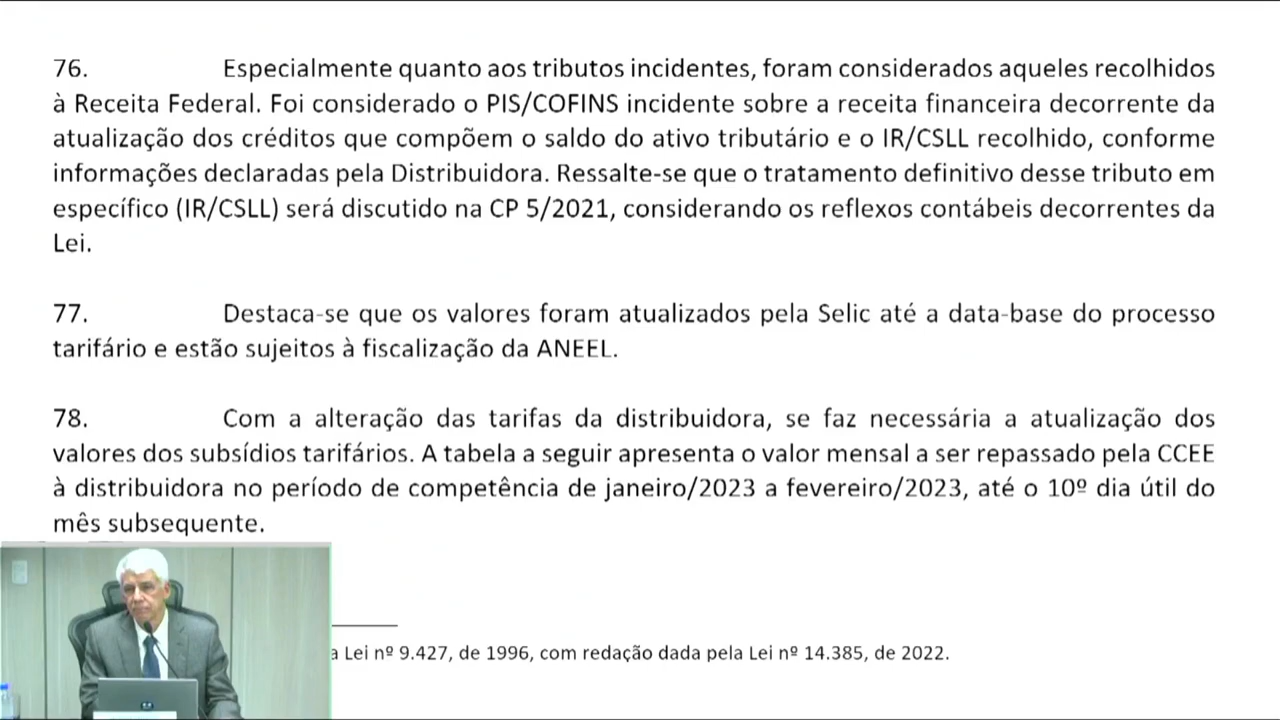 76. Especialmente quanto aos tributos incidentes, foram considerados aqueles recolhidos
à Receita Federal. Foi considerado o PIS/COFINS incidente sobre a receita financeira decorrente da
atualização dos créditos que compõem o saldo do ativo tributário e o IR/CSLL recolhido, conforme
informações declaradas pela Distribuidora. Ressalte-se que o tratamento definitivo desse tributo em
específico (IR/CSLL) será discutido na CP 5/2021, considerando os reflexos contábeis decorrentes da
Lei.
77. Destaca-se que os valores foram atualizados pela Selic até a data-base do processo
tarifário e estão sujeitos à fiscalização da ANEEL.
78. Com a alteração das tarifas da distribuidora, se faz necessária a atualização dos
valores dos subsídios tarifários. A tabela a seguir apresenta o valor mensal a ser repassado pela CCEE
à distribuidora no período de competência de janeiro/2023 a fevereiro/2023, até o 10º dia útil do
mês subsequente.
a Lei nº 9.427, de 1996, com redação dada pela Lei nº 14.385, de 2022.